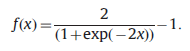 f(x) = 2 / (1+exp(−2x)) −1.